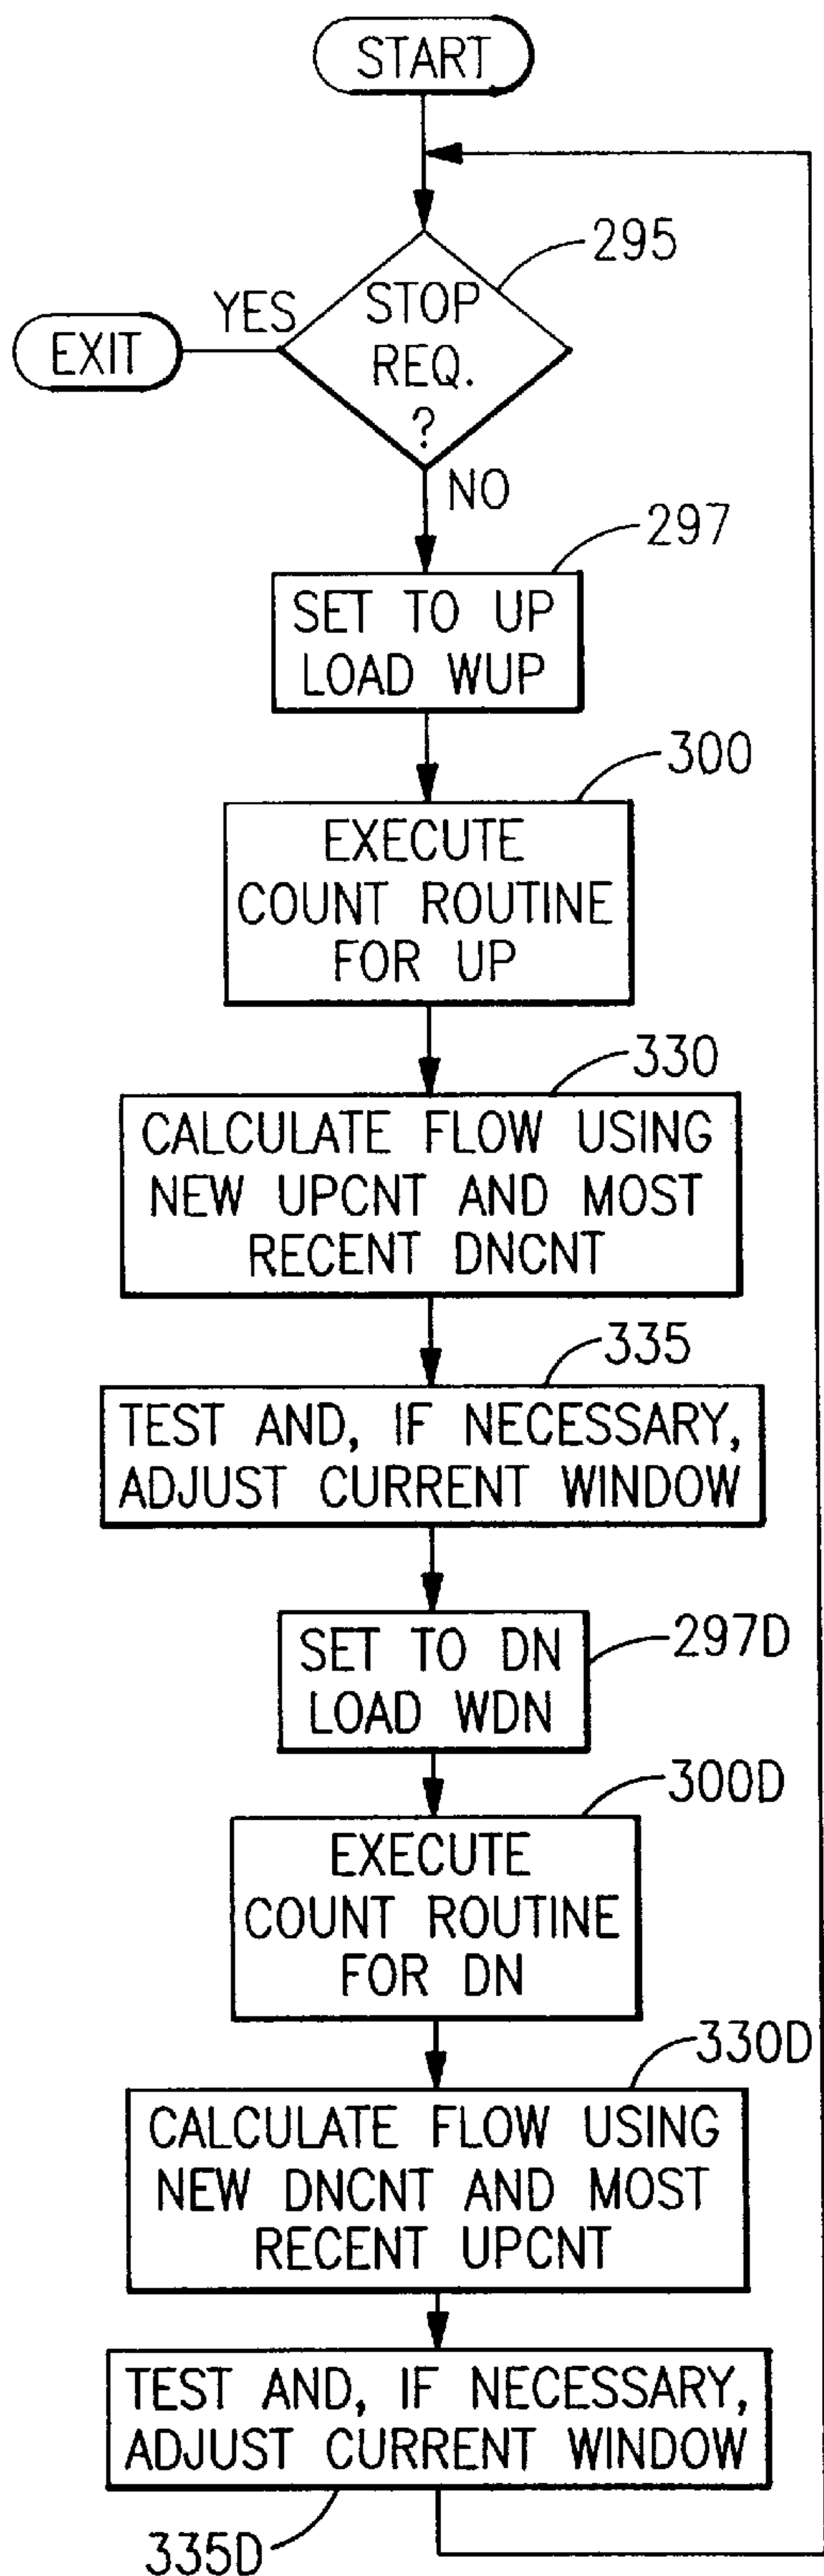 START
295
YES
STOP
REQ.
?
EXIT
NO
297
SET TO UP
LOAD WUP
300
EXECUTE
COUNT ROUTINE
FOR UP
330
CALCULATE FLOW USING
NEW UPCNT AND MOST
RECENT DNCNT
335
TEST AND, IF NECESSARY,
ADJUST CURRENT WINDOW
297D
SET TO DN
LOAD WDN
300D
EXECUTE
COUNT ROUTINE
FOR DN
330D
CALCULATE FLOW USING
NEW DNCNT AND MOST
RECENT UPCNT
TEST AND, IF NECESSARY,
ADJUST CURRENT WINDOW
335D